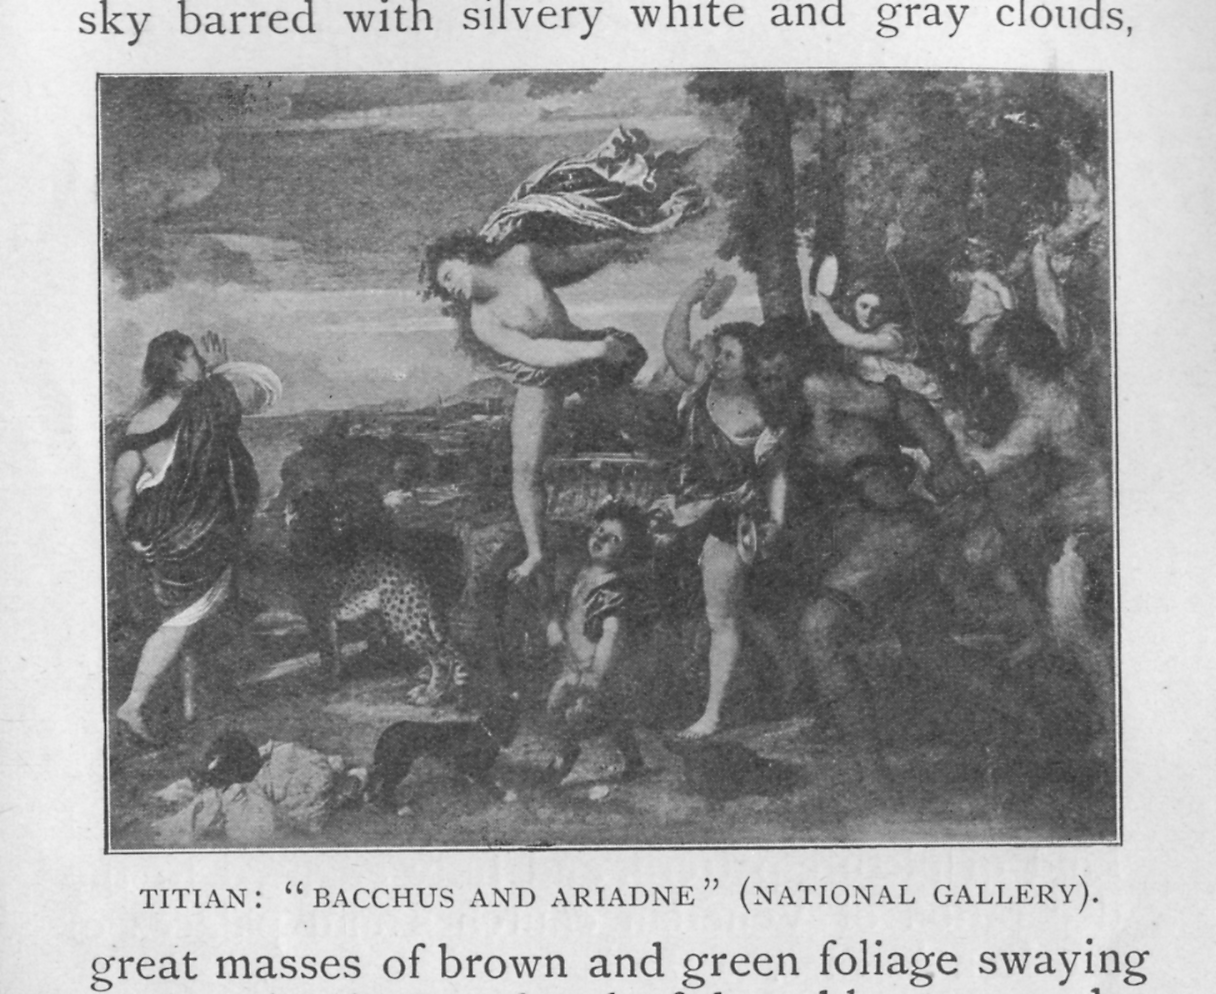 sky barred with silvery white and gray clouds,
TITIAN: “BACCHUS AND ARIADNE” (NATIONAL GALLERY).
great masses of brown and green foliage swaying